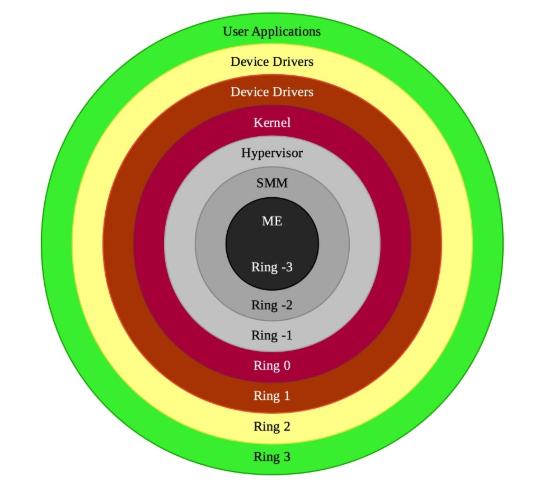 User Applications
Device Drivers
Device Drivers
Kernel
Hypervisor
SMM
ME
Ring -3
Ring -2
Ring -1
Ring 0
Ring 1
Ring 2
Ring 3